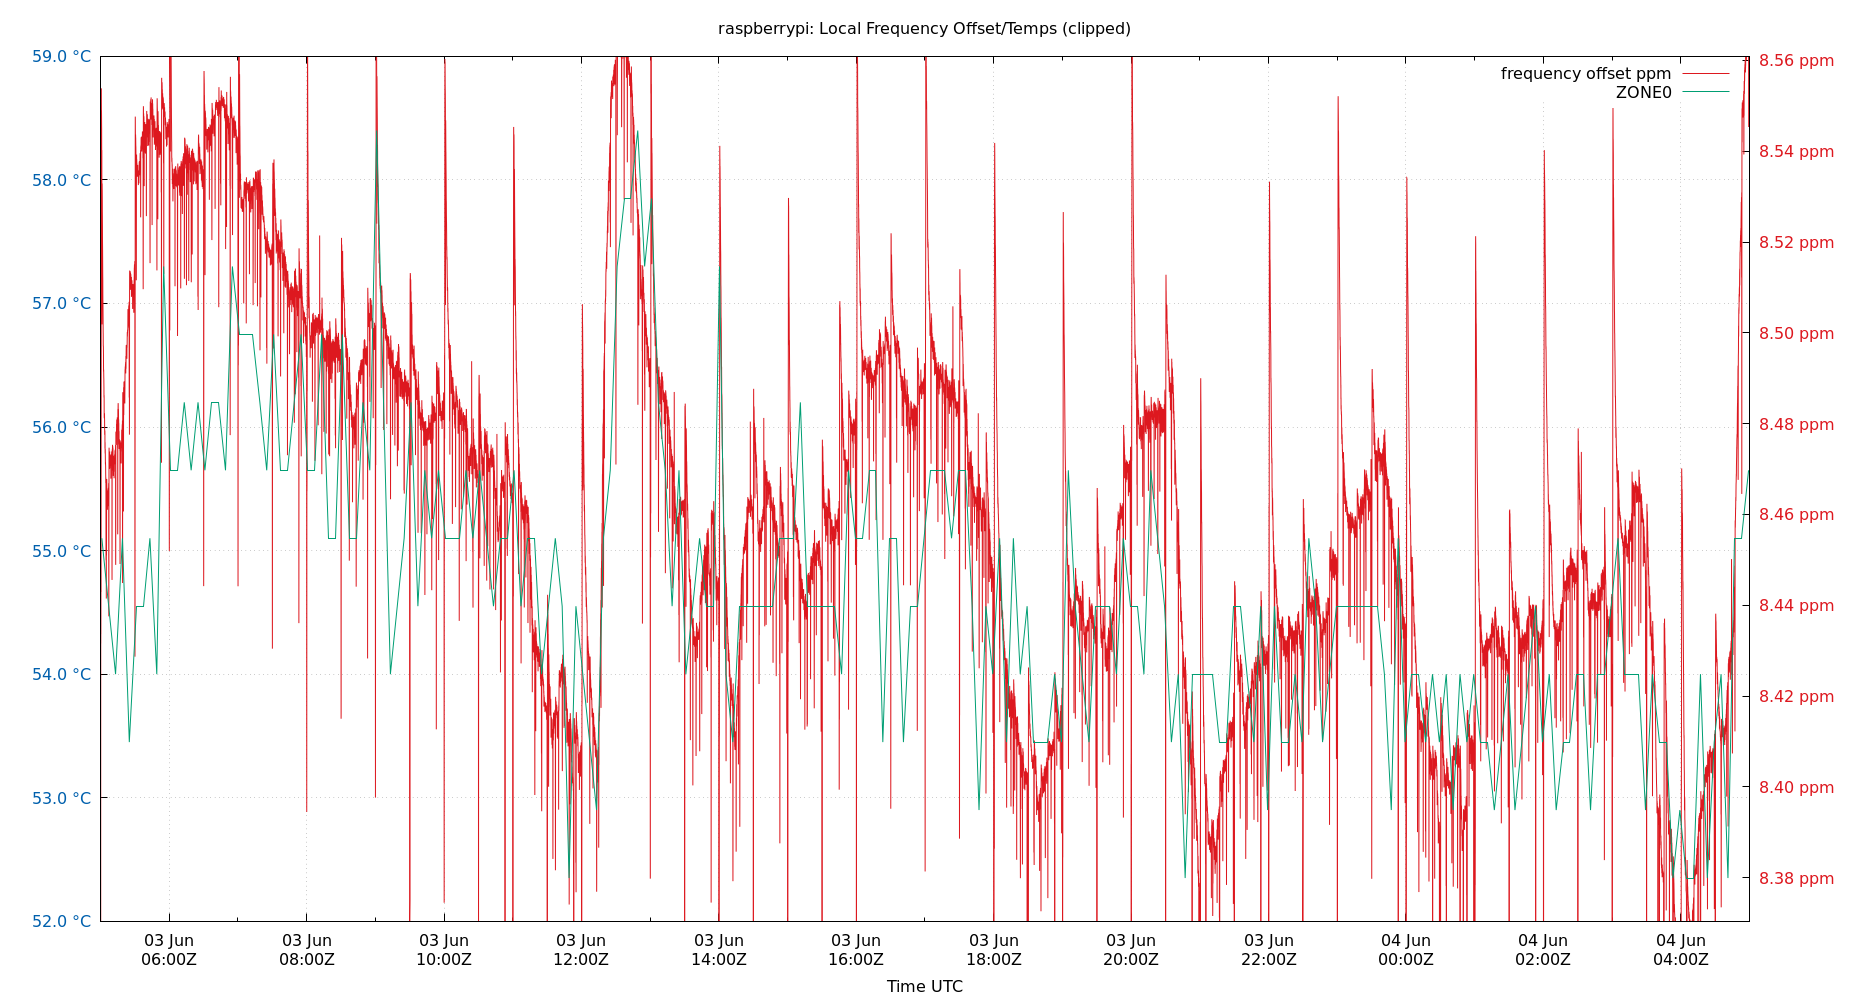 raspberrypi: Local Frequency Offset/Temps (clipped)
59.0 °C
58.0 °C
57.0 °C
56.0 °C
55.0 °C
54.0 °C
53.0 °C
52.0 °C
frequency offset ppm
ZONE0
8.56 ppm
8.54 ppm
8.52 ppm
8.50 ppm
8.48 ppm
8.46 ppm
8.44 ppm
8.42 ppm
8.40 ppm
8.38 ppm
03 Jun 03 Jun 03 Jun 03 Jun 03 Jun 03 Jun 03 Jun 03 Jun 03 Jun 04 Jun 04 Jun 04 Jun
06:00Z 08:00Z 10:00Z 12:00Z 14:00Z 16:00Z 18:00Z 20:00Z 22:00Z 00:00Z 02:00Z 04:00Z
Time UTC